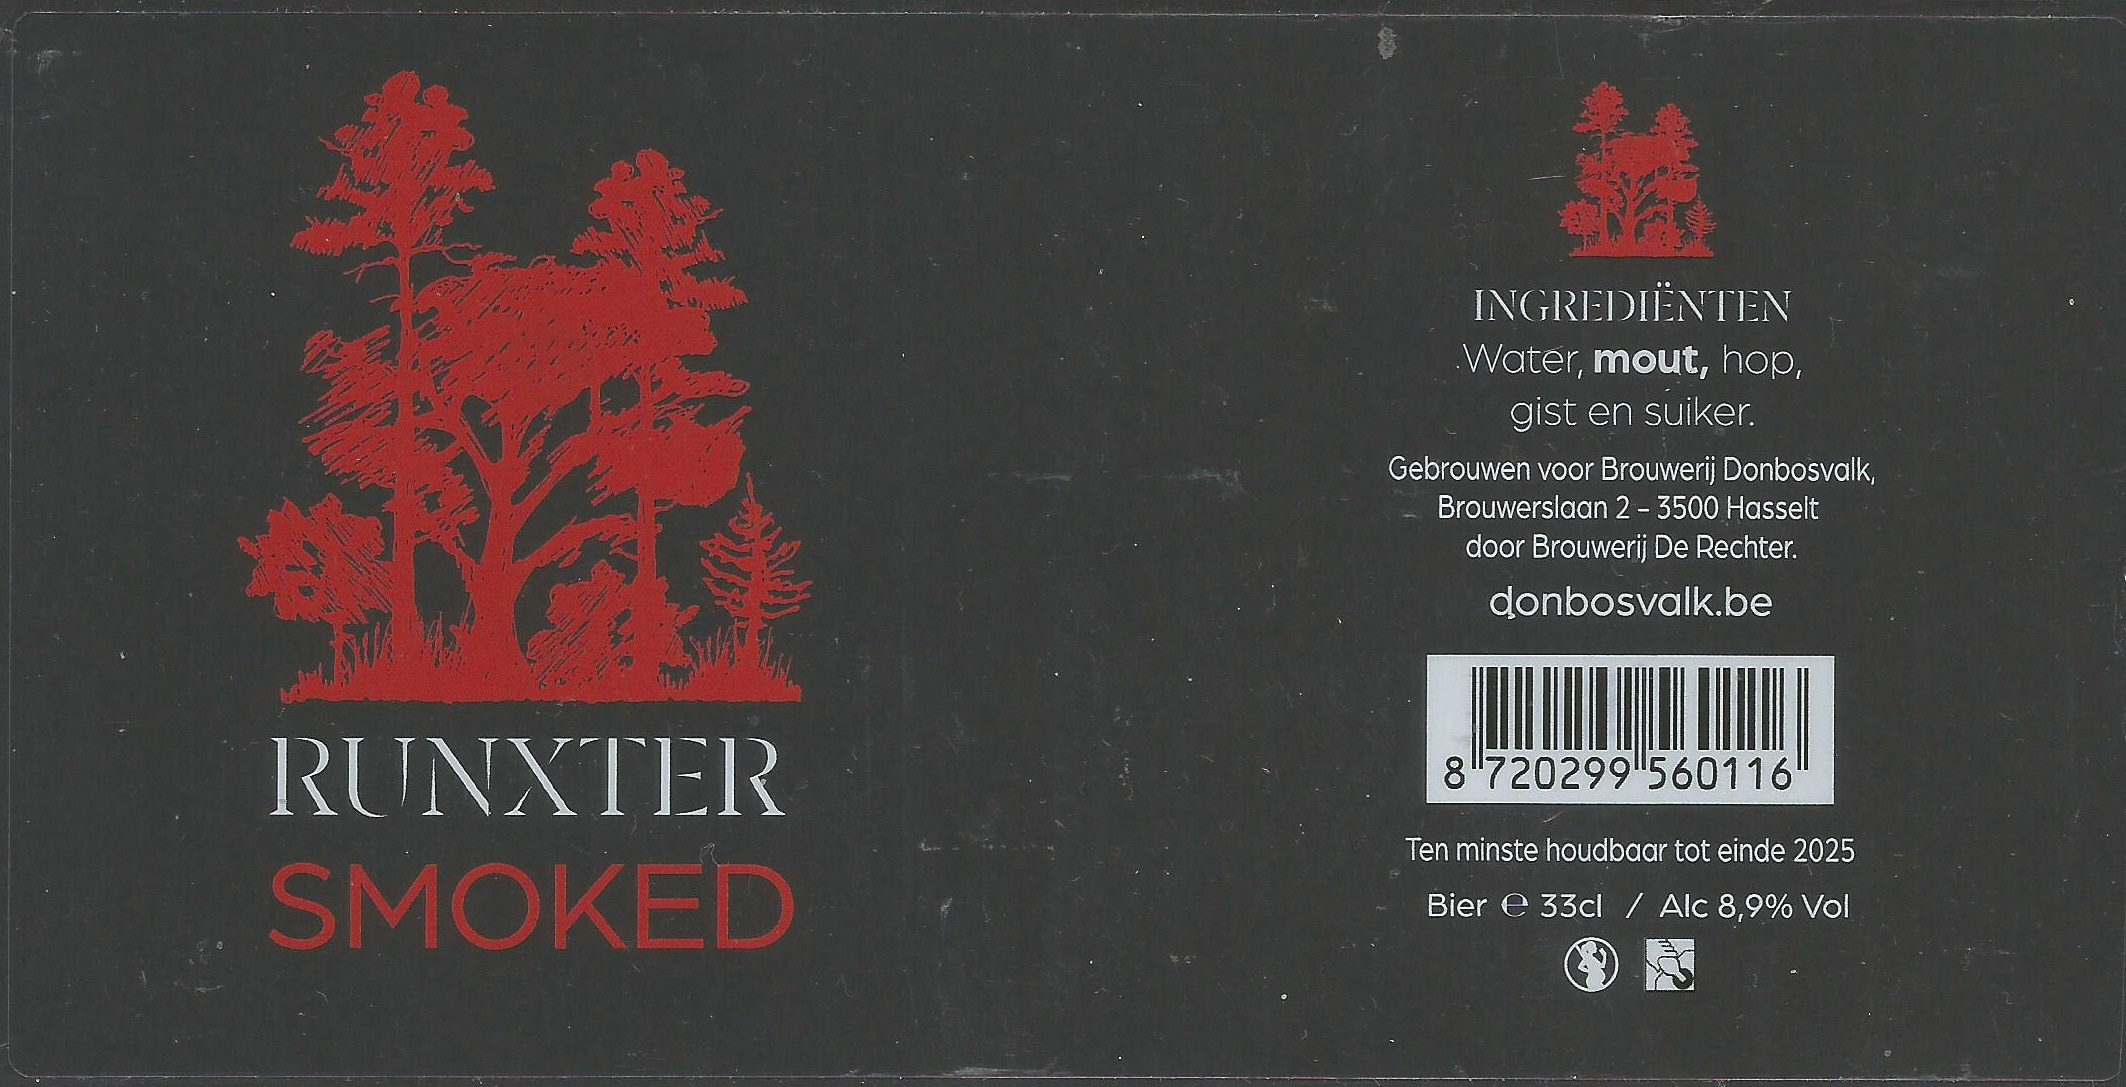 RUNXTER
SMOKED
INGREDIËNTEN
Water, mout, hop,
gist en suiker.
Gebrouwen voor Brouwerij Donbosvalk,
Brouwerslaan 2 - 3500 Hasselt
door Brouwerij De Rechter.
donbosvalk.be
8 720299 560116
Ten minste houdbaar tot einde 2025
Bier ℮ 33cl / Alc 8,9% Vol